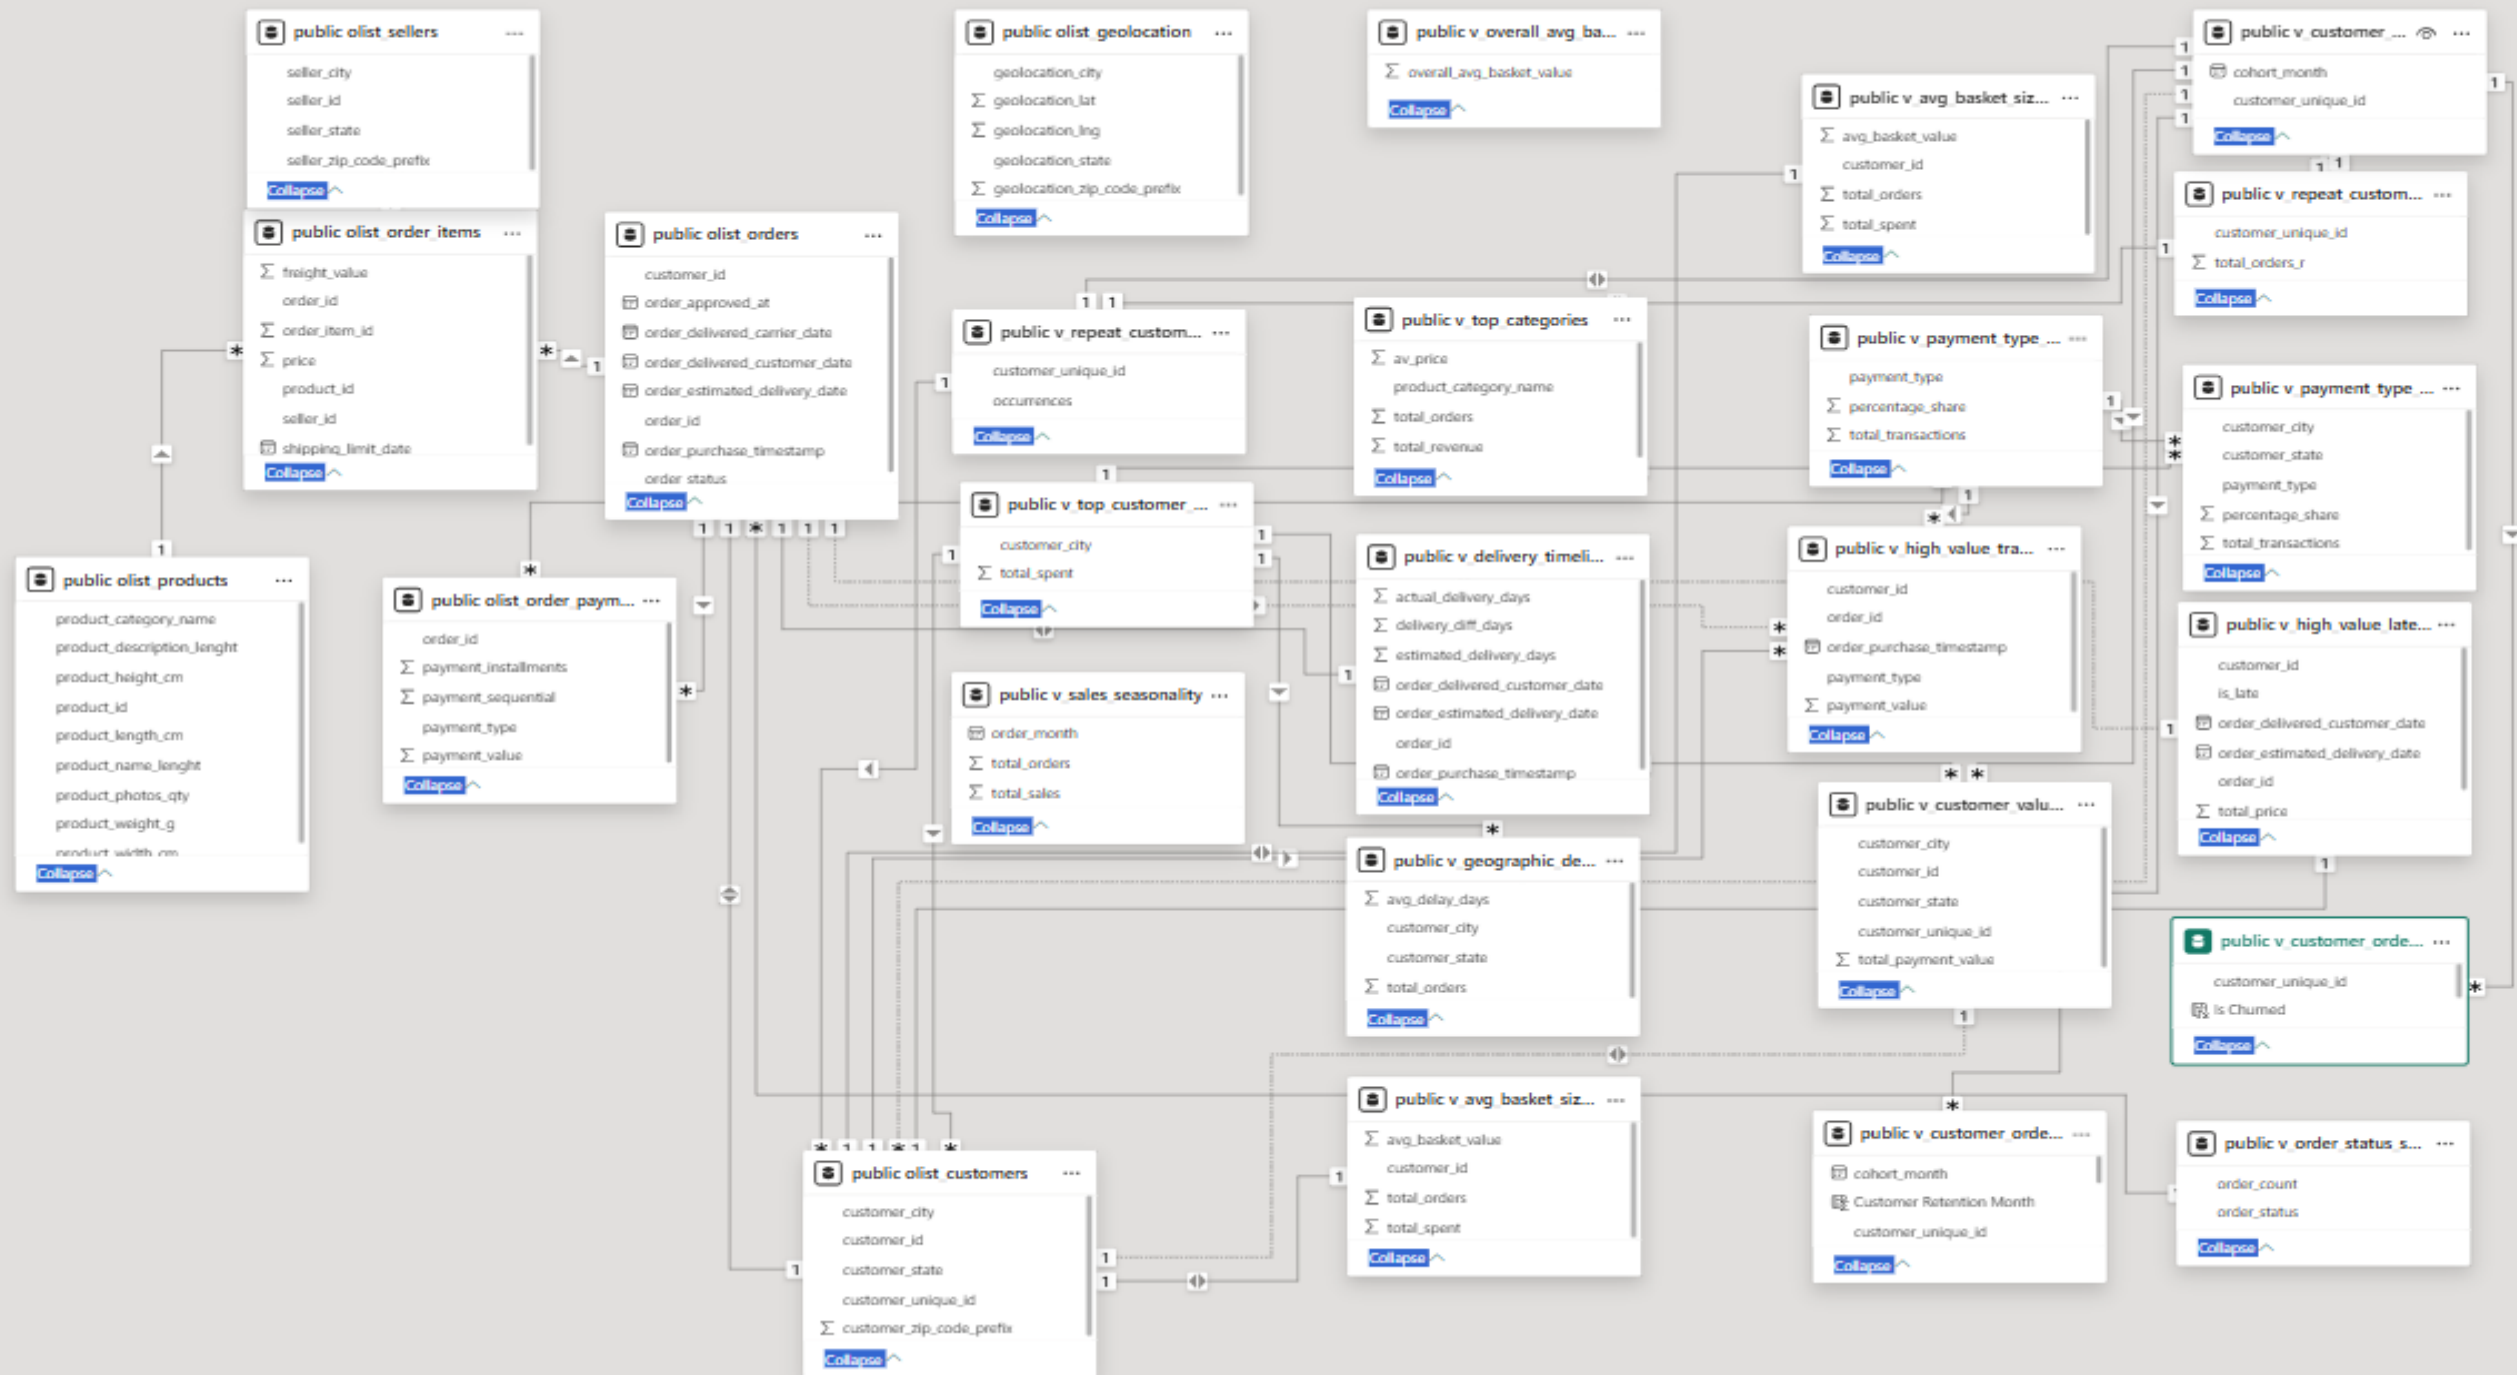 public olist_sellers
seller_city
seller_id
seller_state
seller_zip_code_prefix
Collapse
public olist_order_items
freight_value
order_id
order_item_id
price
product_id
seller_id
shipping_limit_date
Collapse
public olist_products
product_category_name
product_description_lenght
product_height_cm
product_id
product_length_cm
product_name_lenght
product_photos_qty
product_weight_g
product_width_cm
Collapse
public olist_orders
customer_id
order_approved_at
order_delivered_carrier_date
order_delivered_customer_date
order_estimated_delivery_date
order_id
order_purchase_timestamp
order_status
Collapse
public olist_order_paym...
order_id
payment_installments
payment_sequential
payment_type
payment_value
Collapse
public olist_geolocation
geolocation_city
geolocation_lat
geolocation_lng
geolocation_state
geolocation_zip_code_prefix
Collapse
public v_repeat_custom...
customer_unique_id
occurrences
Collapse
public v_top_customer_...
customer_city
total_spent
Collapse
public v_sales_seasonality
order_month
total_orders
total_sales
Collapse
public olist_customers
customer_city
customer_id
customer_state
customer_unique_id
customer_zip_code_prefix
Collapse
public v_overall_avg_ba...
overall_avg_basket_value
Collapse
public v_top_categories
av_price
product_category_name
total_orders
total_revenue
Collapse
public v_delivery_timeli...
actual_delivery_days
delivery_diff_days
estimated_delivery_days
order_delivered_customer_date
order_estimated_delivery_date
order_id
order_purchase_timestamp
Collapse
public v_geographic_de...
avg_delay_days
customer_city
customer_state
total_orders
Collapse
public v_avg_basket_siz...
avg_basket_value
customer_id
total_orders
total_spent
Collapse
public v_avg_basket_siz...
avg_basket_value
customer_id
total_orders
total_spent
Collapse
public v_payment_type_...
payment_type
percentage_share
total_transactions
Collapse
public v_high_value_tra...
customer_id
order_id
order_purchase_timestamp
payment_type
payment_value
Collapse
public v_customer_valu...
customer_city
customer_id
customer_state
customer_unique_id
total_payment_value
Collapse
public v_customer_orde...
cohort_month
Customer Retention Month
customer_unique_id
Collapse
public v_customer_...
cohort_month
customer_unique_id
Collapse
public v_repeat_custom...
customer_unique_id
total_orders_r
Collapse
public v_payment_type_...
customer_city
customer_state
payment_type
percentage_share
total_transactions
Collapse
public v_high_value_late...
customer_id
is_late
order_delivered_customer_date
order_estimated_delivery_date
order_id
total_price
Collapse
public v_customer_orde...
customer_unique_id
Is Churned
Collapse
public v_order_status_s...
order_count
order_status
Collapse